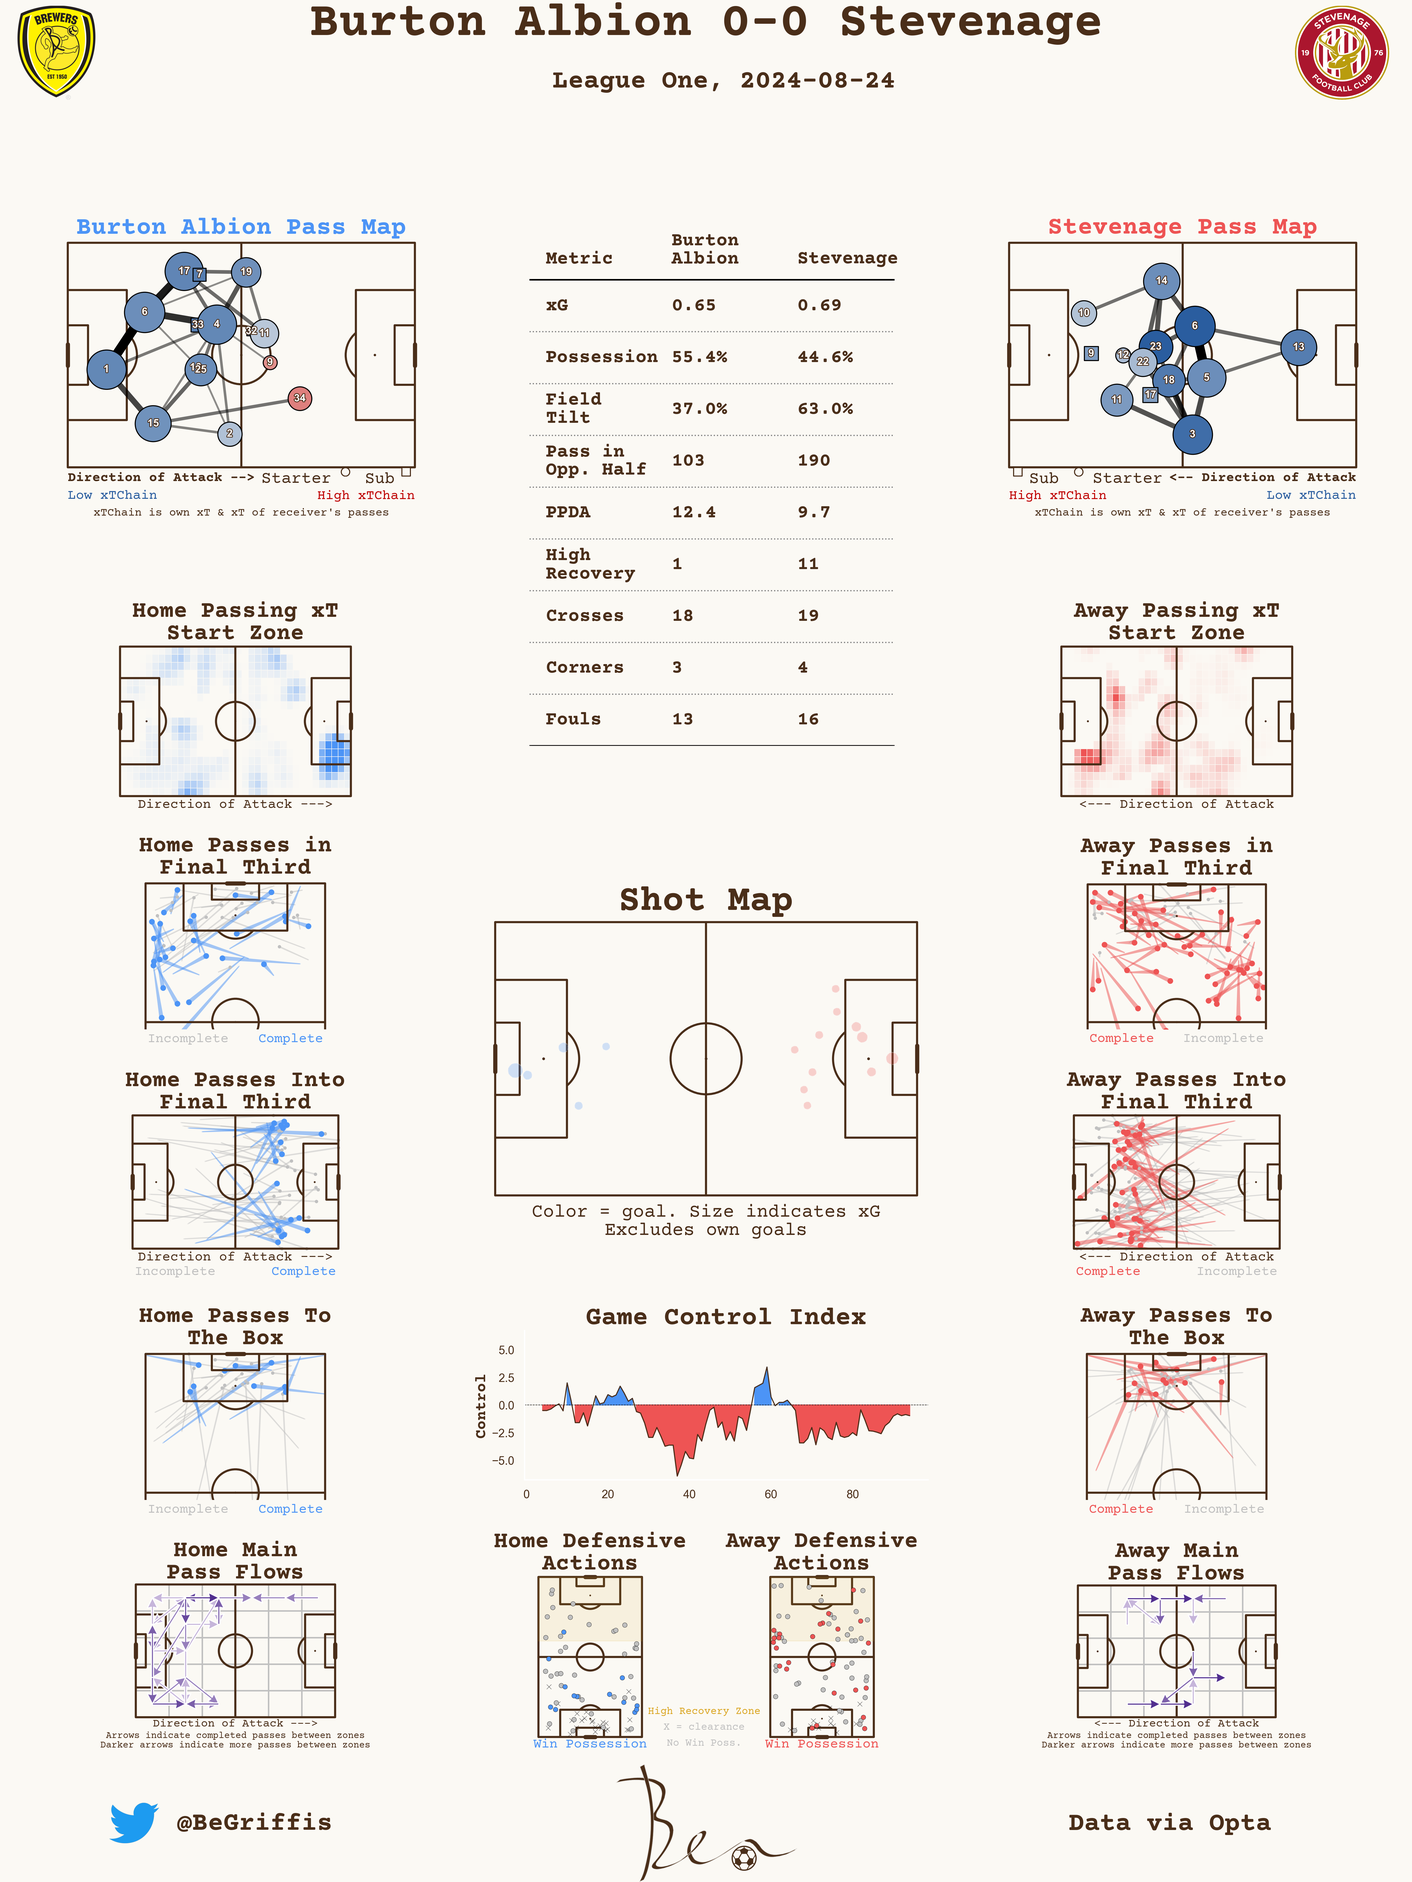 Burton Albion 0-0 Stevenage
League One, 2024-08-24
BREWERS
EST 1950
STEVENAGE
19 76
FOOTBALL CLUB
Burton Albion Pass Map
17 7 19
6 33 4 32 11
1 25 9
15 34 2
Direction of Attack --> Starter Sub
Low xTChain High xTChain
xTChain is own xT & xT of receiver's passes
Metric Burton Albion Stevenage
xG 0.65 0.69
Possession 55.4% 44.6%
Field Tilt 37.0% 63.0%
Pass in Opp. Half 103 190
PPDA 12.4 9.7
High Recovery 1 11
Crosses 18 19
Corners 3 4
Fouls 13 16
Stevenage Pass Map
14
10 6
9 12 23 22 13
18 5
11 17
3
Sub Starter <-- Direction of Attack
High xTChain Low xTChain
xTChain is own xT & xT of receiver's passes
Home Passing xT
Start Zone
Direction of Attack --->
Away Passing xT
Start Zone
<--- Direction of Attack
Home Passes in
Final Third
Incomplete Complete
Away Passes in
Final Third
Complete Incomplete
Shot Map
Color = goal. Size indicates xG
Excludes own goals
Home Passes Into
Final Third
Direction of Attack --->
Incomplete Complete
Away Passes Into
Final Third
<--- Direction of Attack
Complete Incomplete
Home Passes To
The Box
Incomplete Complete
Game Control Index
Control
5.0
2.5
0.0
−2.5
−5.0
0 20 40 60 80
Away Passes To
The Box
Complete Incomplete
Home Main
Pass Flows
Direction of Attack --->
Arrows indicate completed passes between zones
Darker arrows indicate more passes between zones
Home Defensive
Actions
Win Possession
High Recovery Zone
X = clearance
No Win Poss.
Away Defensive
Actions
Win Possession
Away Main
Pass Flows
<--- Direction of Attack
Arrows indicate completed passes between zones
Darker arrows indicate more passes between zones
@BeGriffis
Ben
Data via Opta